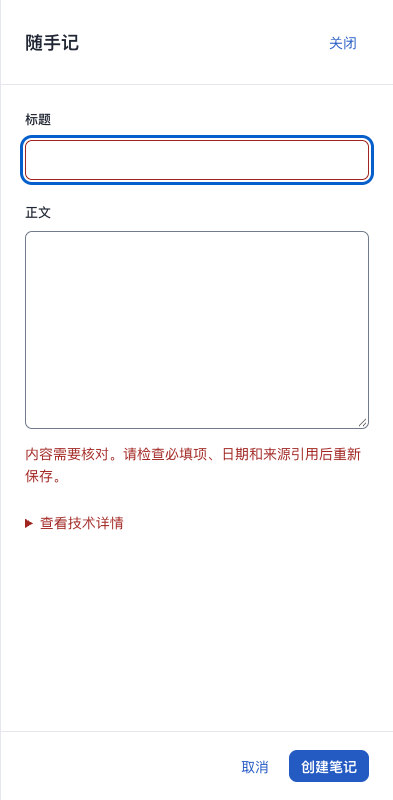 随手记
关闭
标题
正文
内容需要核对。请检查必填项、日期和来源引用后重新
保存。
查看技术详情
取消
创建笔记